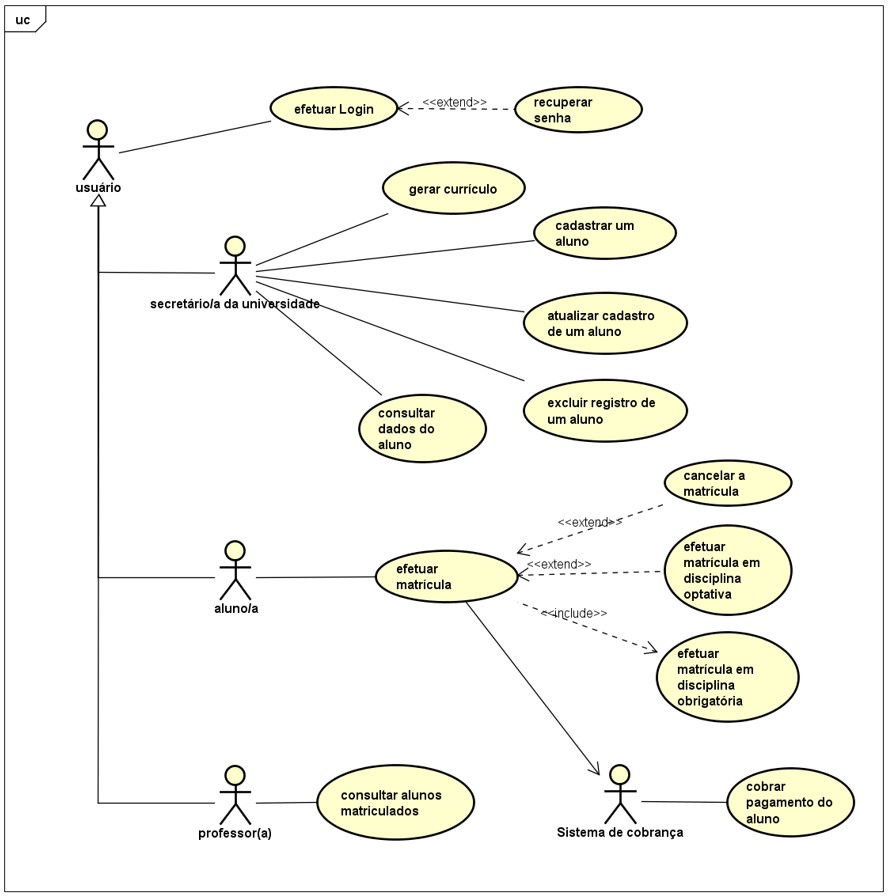 uc
efetuar Login
<<extend>>
recuperar
senha
usuário
gerar currículo
cadastrar um
aluno
secretário/a da universidade
atualizar cadastro
de um aluno
excluir registro de
um aluno
consultar
dados do
aluno
cancelar a
matrícula
<<extend>>
efetuar
matrícula em
disciplina
optativa
<<extend>>
aluno/a
efetuar
matrícula
<<include>>
efetuar
matrícula em
disciplina
obrigatória
professor(a)
consultar alunos
matriculados
Sistema de cobrança
cobrar
pagamento do
aluno